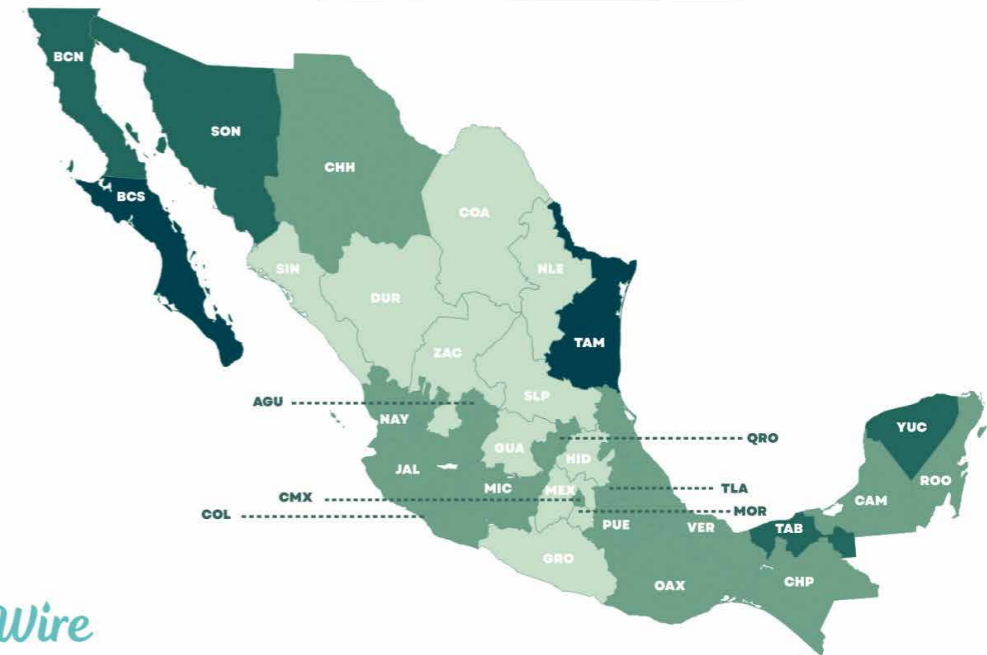 BCN
SON
BCS
CHH
COA
SIN
NLE
DUR
TAM
ZAC
AGU
SLP
NAY
YUC
QRO
GUA
HID
JAL
ROO
MIC
MEX
TLA
CMX
CAM
MOR
COL
PUE
VER
TAB
GRO
OAX
CHP
Wire